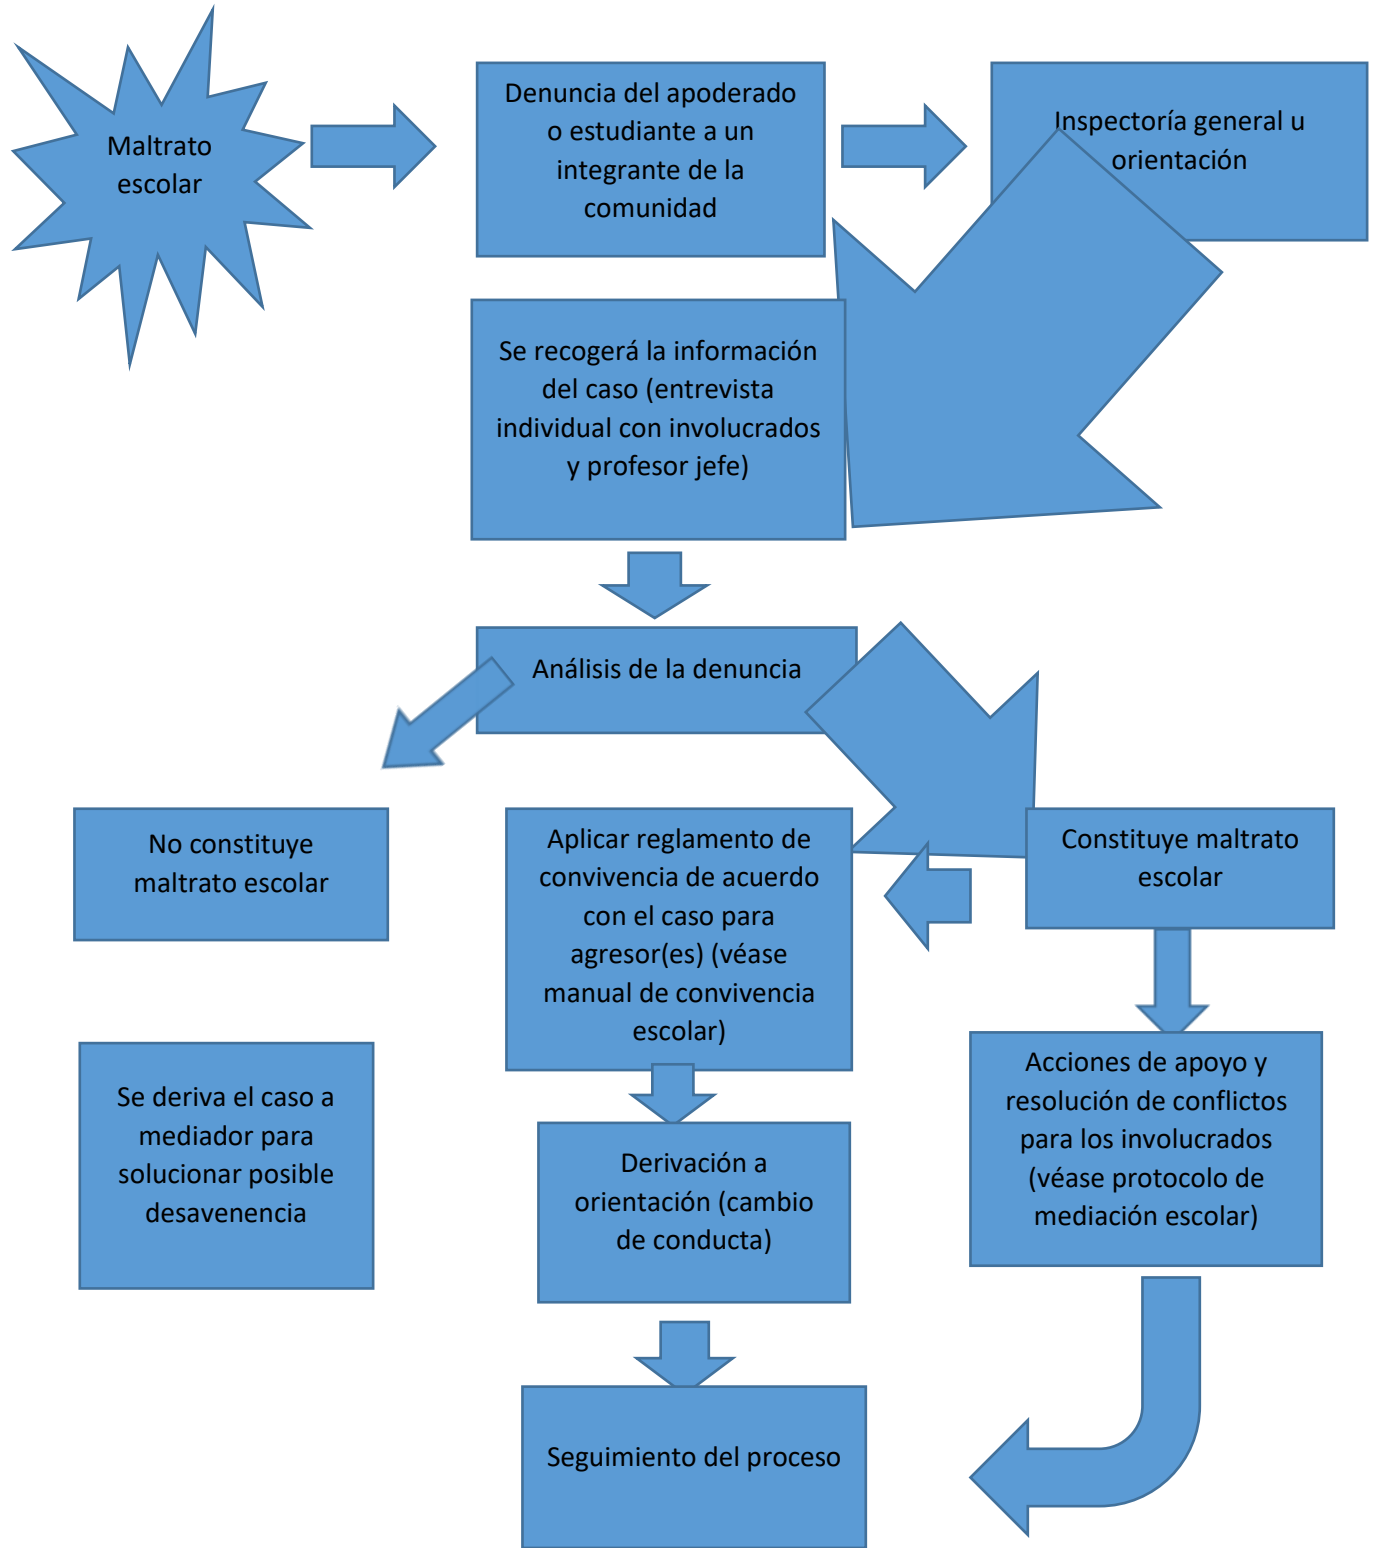 Maltrato
escolar
Denuncia del apoderado
o estudiante a un
integrante de la
comunidad
Inspectoría general u
orientación
Se recogerá la información
del caso (entrevista
individual con involucrados
y profesor jefe)
Análisis de la denuncia
No constituye
maltrato escolar
Aplicar reglamento de
convivencia de acuerdo
con el caso para
agresor(es) (véase
manual de convivencia
escolar)
Constituye maltrato
escolar
Se deriva el caso a
mediador para
solucionar posible
desavenencia
Derivación a
orientación (cambio
de conducta)
Acciones de apoyo y
resolución de conflictos
para los involucrados
(véase protocolo de
mediación escolar)
Seguimiento del proceso